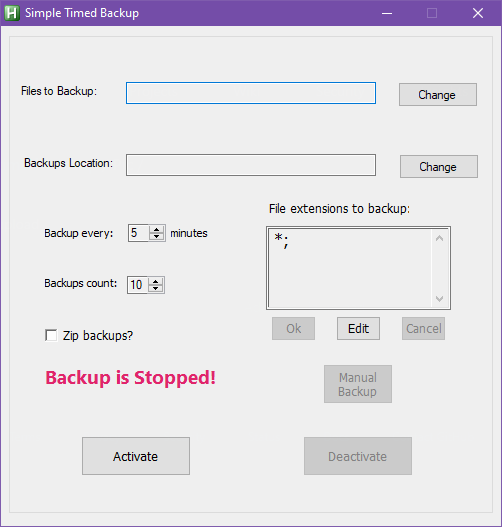 H Simple Timed Backup
Files to Backup:
Change
Backups Location:
Change
File extensions to backup:
*;
Backup every: 5 minutes
Backups count: 10
Ok Edit Cancel
Zip backups?
Backup is Stopped!
Manual
Backup
Activate
Deactivate